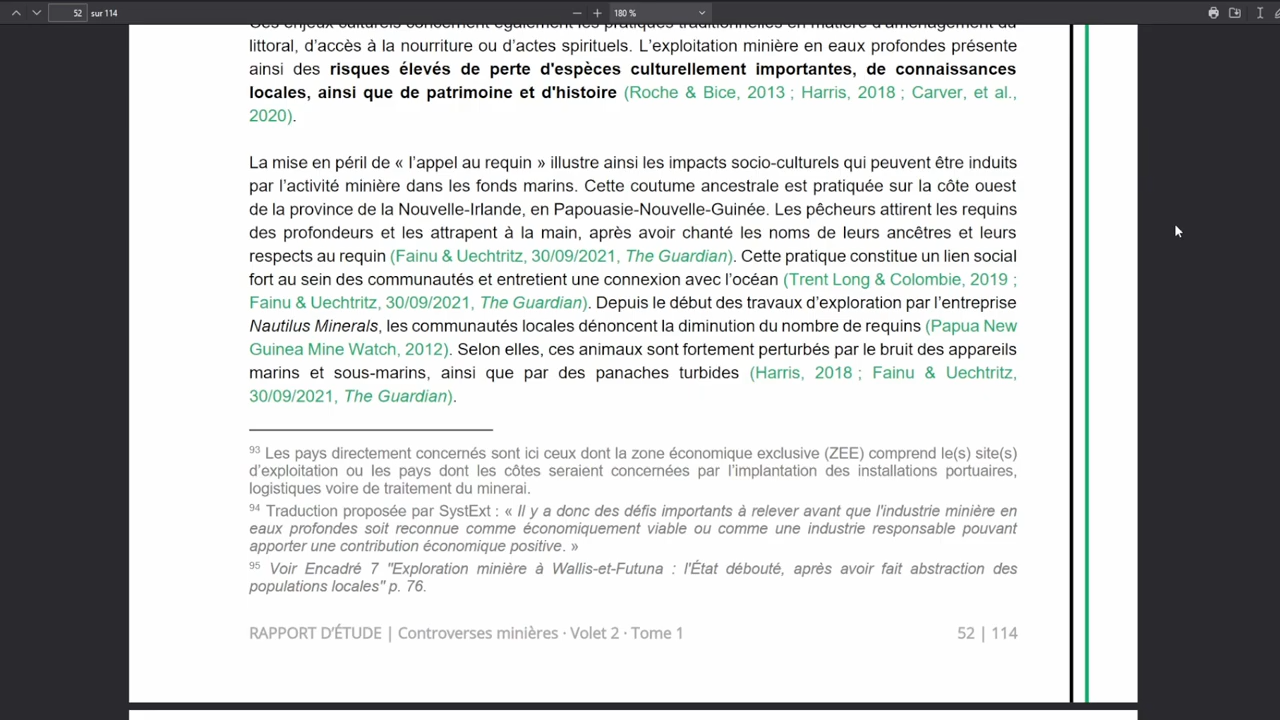 52 sur 114 180 %
Ces enjeux culturels concernent également les pratiques traditionnelles en matière d'aménagement du
littoral, d'accès à la nourriture ou d'actes spirituels. L'exploitation minière en eaux profondes présente
ainsi des risques élevés de perte d'espèces culturellement importantes, de connaissances
locales, ainsi que de patrimoine et d'histoire (Roche & Bice, 2013 ; Harris, 2018 ; Carver, et al.,
2020).
La mise en péril de « l'appel au requin » illustre ainsi les impacts socio-culturels qui peuvent être induits
par l'activité minière dans les fonds marins. Cette coutume ancestrale est pratiquée sur la côte ouest
de la province de la Nouvelle-Irlande, en Papouasie-Nouvelle-Guinée. Les pêcheurs attirent les requins
des profondeurs et les attrapent à la main, après avoir chanté les noms de leurs ancêtres et leurs
respects au requin (Fainu & Uechtritz, 30/09/2021, The Guardian). Cette pratique constitue un lien social
fort au sein des communautés et entretient une connexion avec l'océan (Trent Long & Colombie, 2019 ;
Fainu & Uechtritz, 30/09/2021, The Guardian). Depuis le début des travaux d'exploration par l'entreprise
Nautilus Minerals, les communautés locales dénoncent la diminution du nombre de requins (Papua New
Guinea Mine Watch, 2012). Selon elles, ces animaux sont fortement perturbés par le bruit des appareils
marins et sous-marins, ainsi que par des panaches turbides (Harris, 2018 ; Fainu & Uechtritz,
30/09/2021, The Guardian).
93 Les pays directement concernés sont ici ceux dont la zone économique exclusive (ZEE) comprend le(s) site(s)
d'exploitation ou les pays dont les côtes seraient concernées par l'implantation des installations portuaires,
logistiques voire de traitement du minerai.
94 Traduction proposée par SystExt : « Il y a donc des défis importants à relever avant que l'industrie minière en
eaux profondes soit reconnue comme économiquement viable ou comme une industrie responsable pouvant
apporter une contribution économique positive. »
95 Voir Encadré 7 "Exploration minière à Wallis-et-Futuna : l'État débouté, après avoir fait abstraction des
populations locales" p. 76.
RAPPORT D'ÉTUDE | Controverses minières · Volet 2 · Tome 1 52 | 114